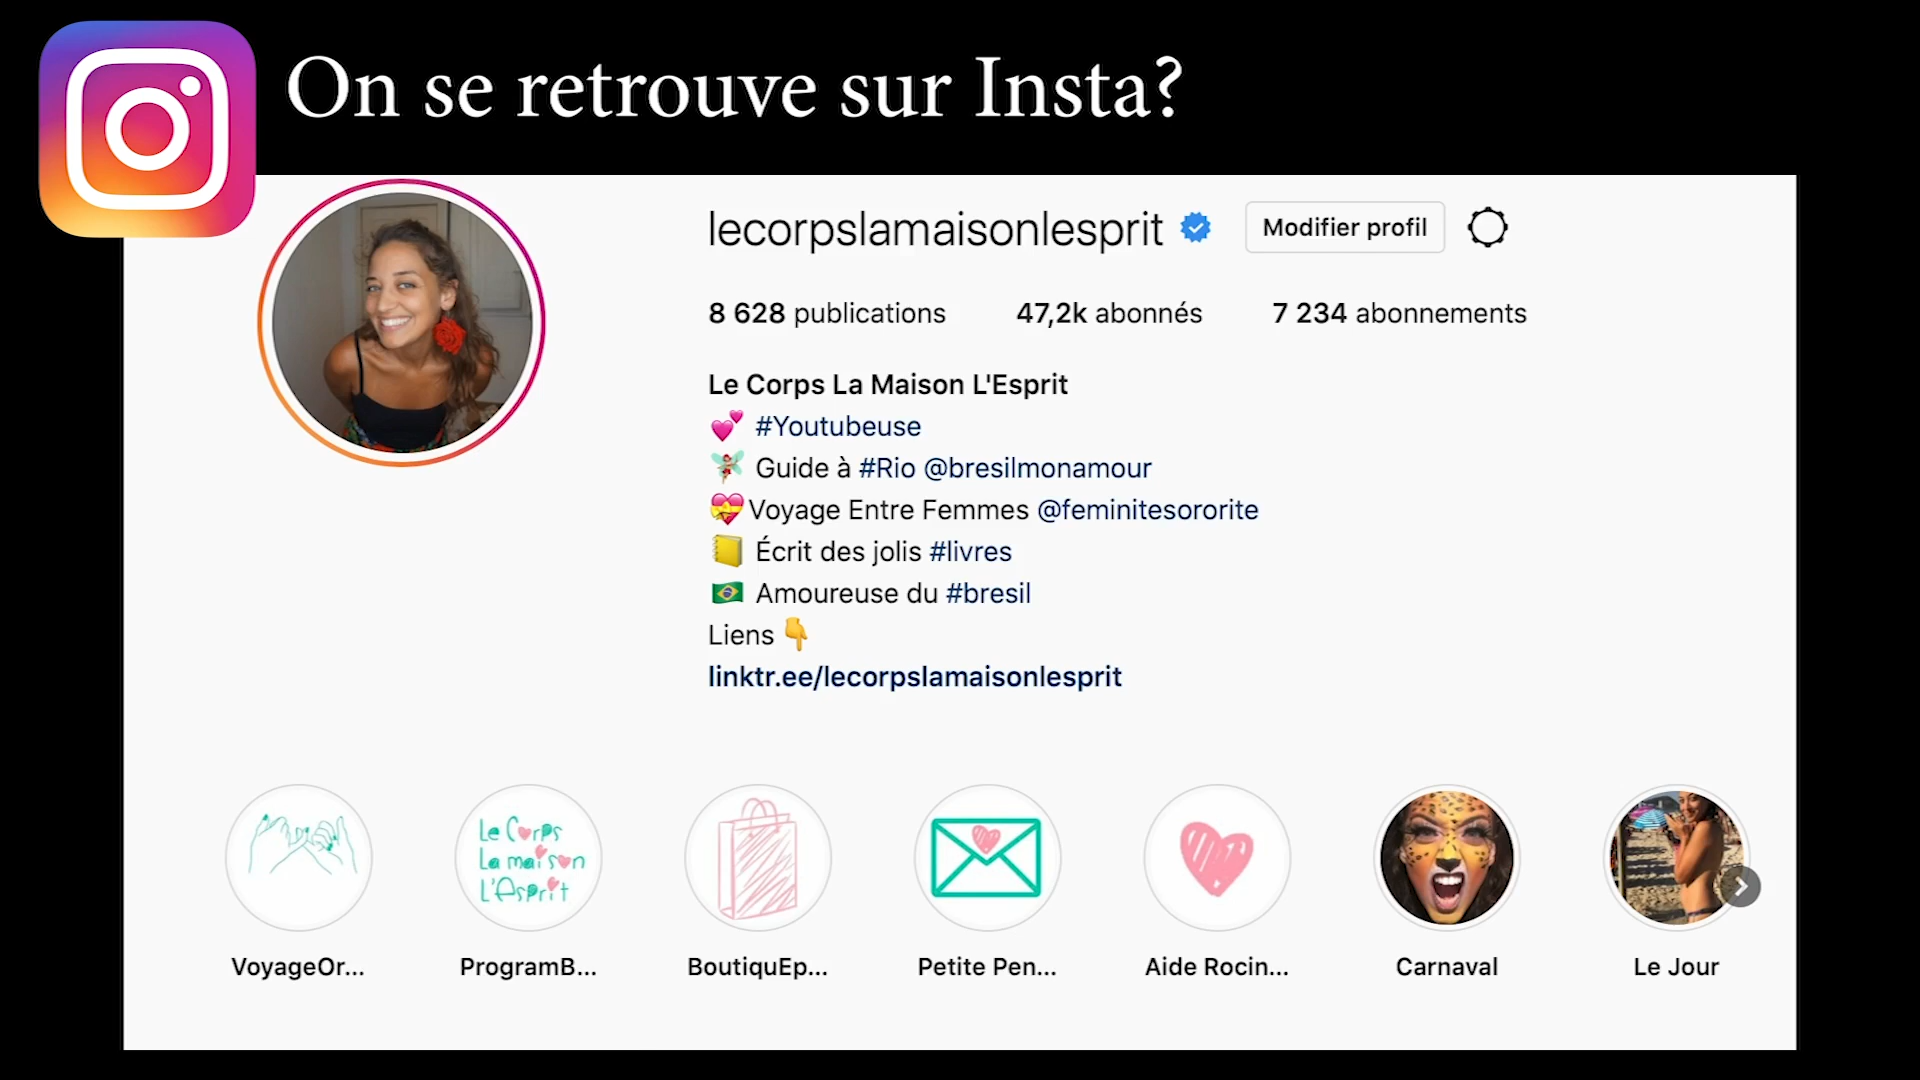 On se retrouve sur Insta?
lecorpslamaisonlesprit Modifier profil
8 628 publications 47,2k abonnés 7 234 abonnements
Le Corps La Maison L'Esprit
💕 #Youtubeuse
🧚 Guide à #Rio @bresilmonamour
💝Voyage Entre Femmes @feminitesororite
📒 Écrit des jolis #livres
🇧🇷 Amoureuse du #bresil
Liens 👇
linktr.ee/lecorpslamaisonlesprit
Le Corps
La maison
L'Esprit
VoyageOr... ProgramB... BoutiquEp... Petite Pen... Aide Rocin... Carnaval Le Jour